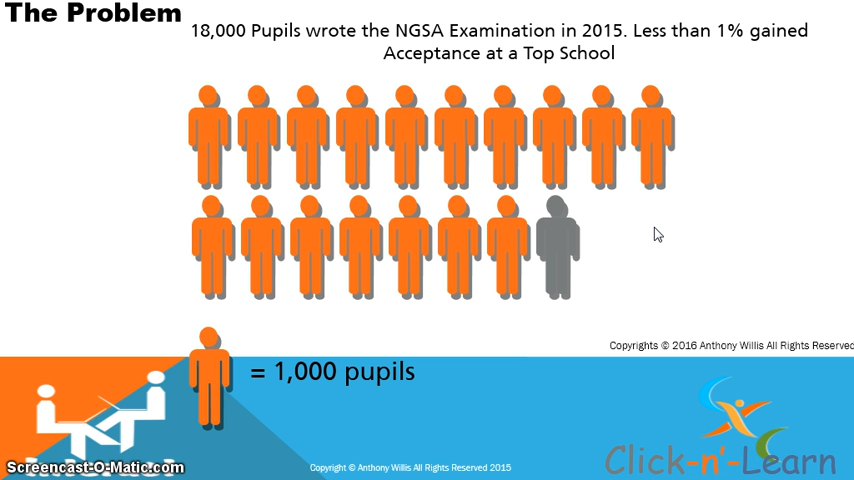 The Problem
18,000 Pupils wrote the NGSA Examination in 2015. Less than 1% gained
Acceptance at a Top School
Copyrights © 2016 Anthony Willis All Rights Reserved
= 1,000 pupils
Screencast-O-Matic.com
Copyright © Anthony Willis All Rights Reserved 2015
Click-n'-Learn